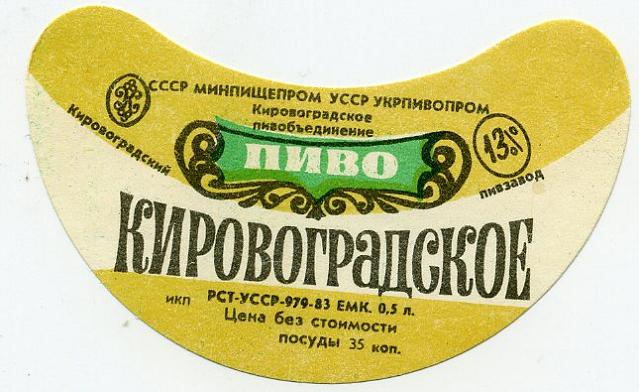 СССР МИНПИЩЕПРОМ УССР УКРПИВОПРОМ
Кировоградское
пивобъединение
Кировоградский
пивзавод
13%
ПИВО
КИРОВОГРАДСКОЕ
икп РСТ-УССР-979-83 ЕМК. 0,5 л.
Цена без стоимости
посуды 35 коп.